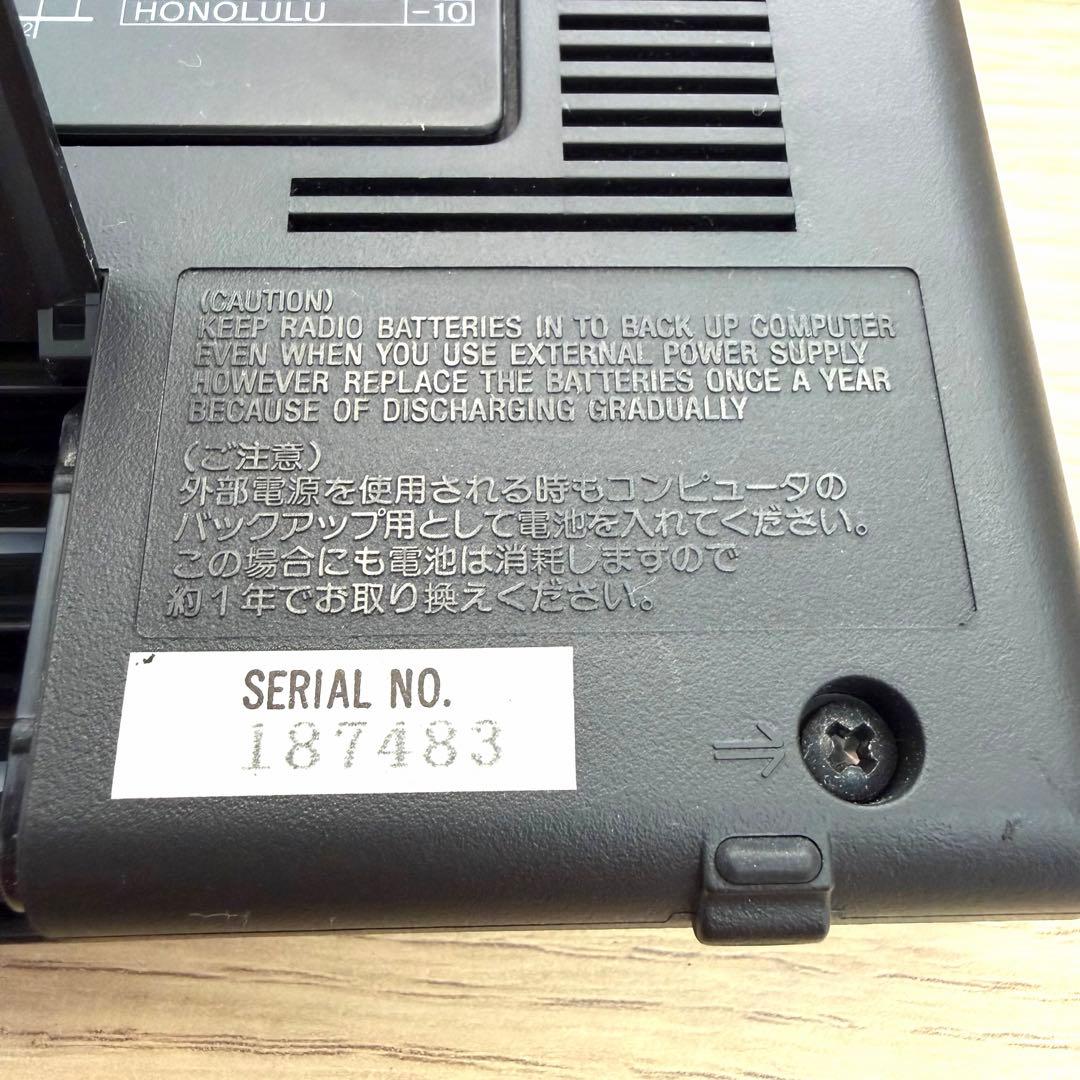 HONOLULU -10
2
(CAUTION)
KEEP RADIO BATTERIES IN TO BACK UP COMPUTER
EVEN WHEN YOU USE EXTERNAL POWER SUPPLY
HOWEVER REPLACE THE BATTERIES ONCE A YEAR
BECAUSE OF DISCHARGING GRADUALLY
(ご注意)
外部電源を使用される時もコンピュータの
バックアップ用として電池を入れてください。
この場合にも電池は消耗しますので
約1年でお取り換えください。
SERIAL NO.
187483